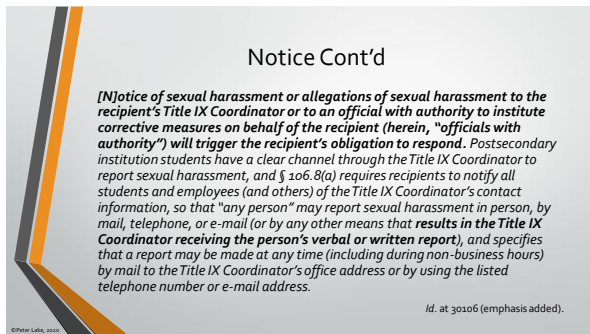 Notice Cont’d
[N]otice of sexual harassment or allegations of sexual harassment to the
recipient’s Title IX Coordinator or to an official with authority to institute
corrective measures on behalf of the recipient (herein, “officials with
authority”) will trigger the recipient’s obligation to respond. Postsecondary
institution students have a clear channel through the Title IX Coordinator to
report sexual harassment, and § 106.8(a) requires recipients to notify all
students and employees (and others) of the Title IX Coordinator’s contact
information, so that “any person” may report sexual harassment in person, by
mail, telephone, or e-mail (or by any other means that results in the Title IX
Coordinator receiving the person’s verbal or written report), and specifies
that a report may be made at any time (including during non-business hours)
by mail to the Title IX Coordinator’s office address or by using the listed
telephone number or e-mail address.
Id. at 30106 (emphasis added).
©Peter Lake, 2020